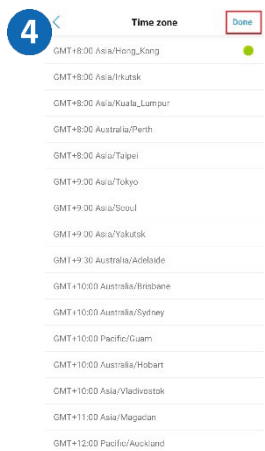 4
Time zone
Done
GMT+8:00 Asia/Hong_Kong
GMT+8:00 Asia/Irkutsk
GMT+8:00 Asia/Kuala_Lumpur
GMT+8:00 Australia/Perth
GMT+8:00 Asia/Taipei
GMT+9:00 Asia/Tokyo
GMT+9:00 Asia/Seoul
GMT+9:00 Asia/Yakutsk
GMT+9:30 Australia/Adelaide
GMT+10:00 Australia/Brisbane
GMT+10:00 Australia/Sydney
GMT+10:00 Pacific/Guam
GMT+10:00 Australia/Hobart
GMT+10:00 Asia/Vladivostok
GMT+11:00 Asia/Magadan
GMT+12:00 Pacific/Auckland